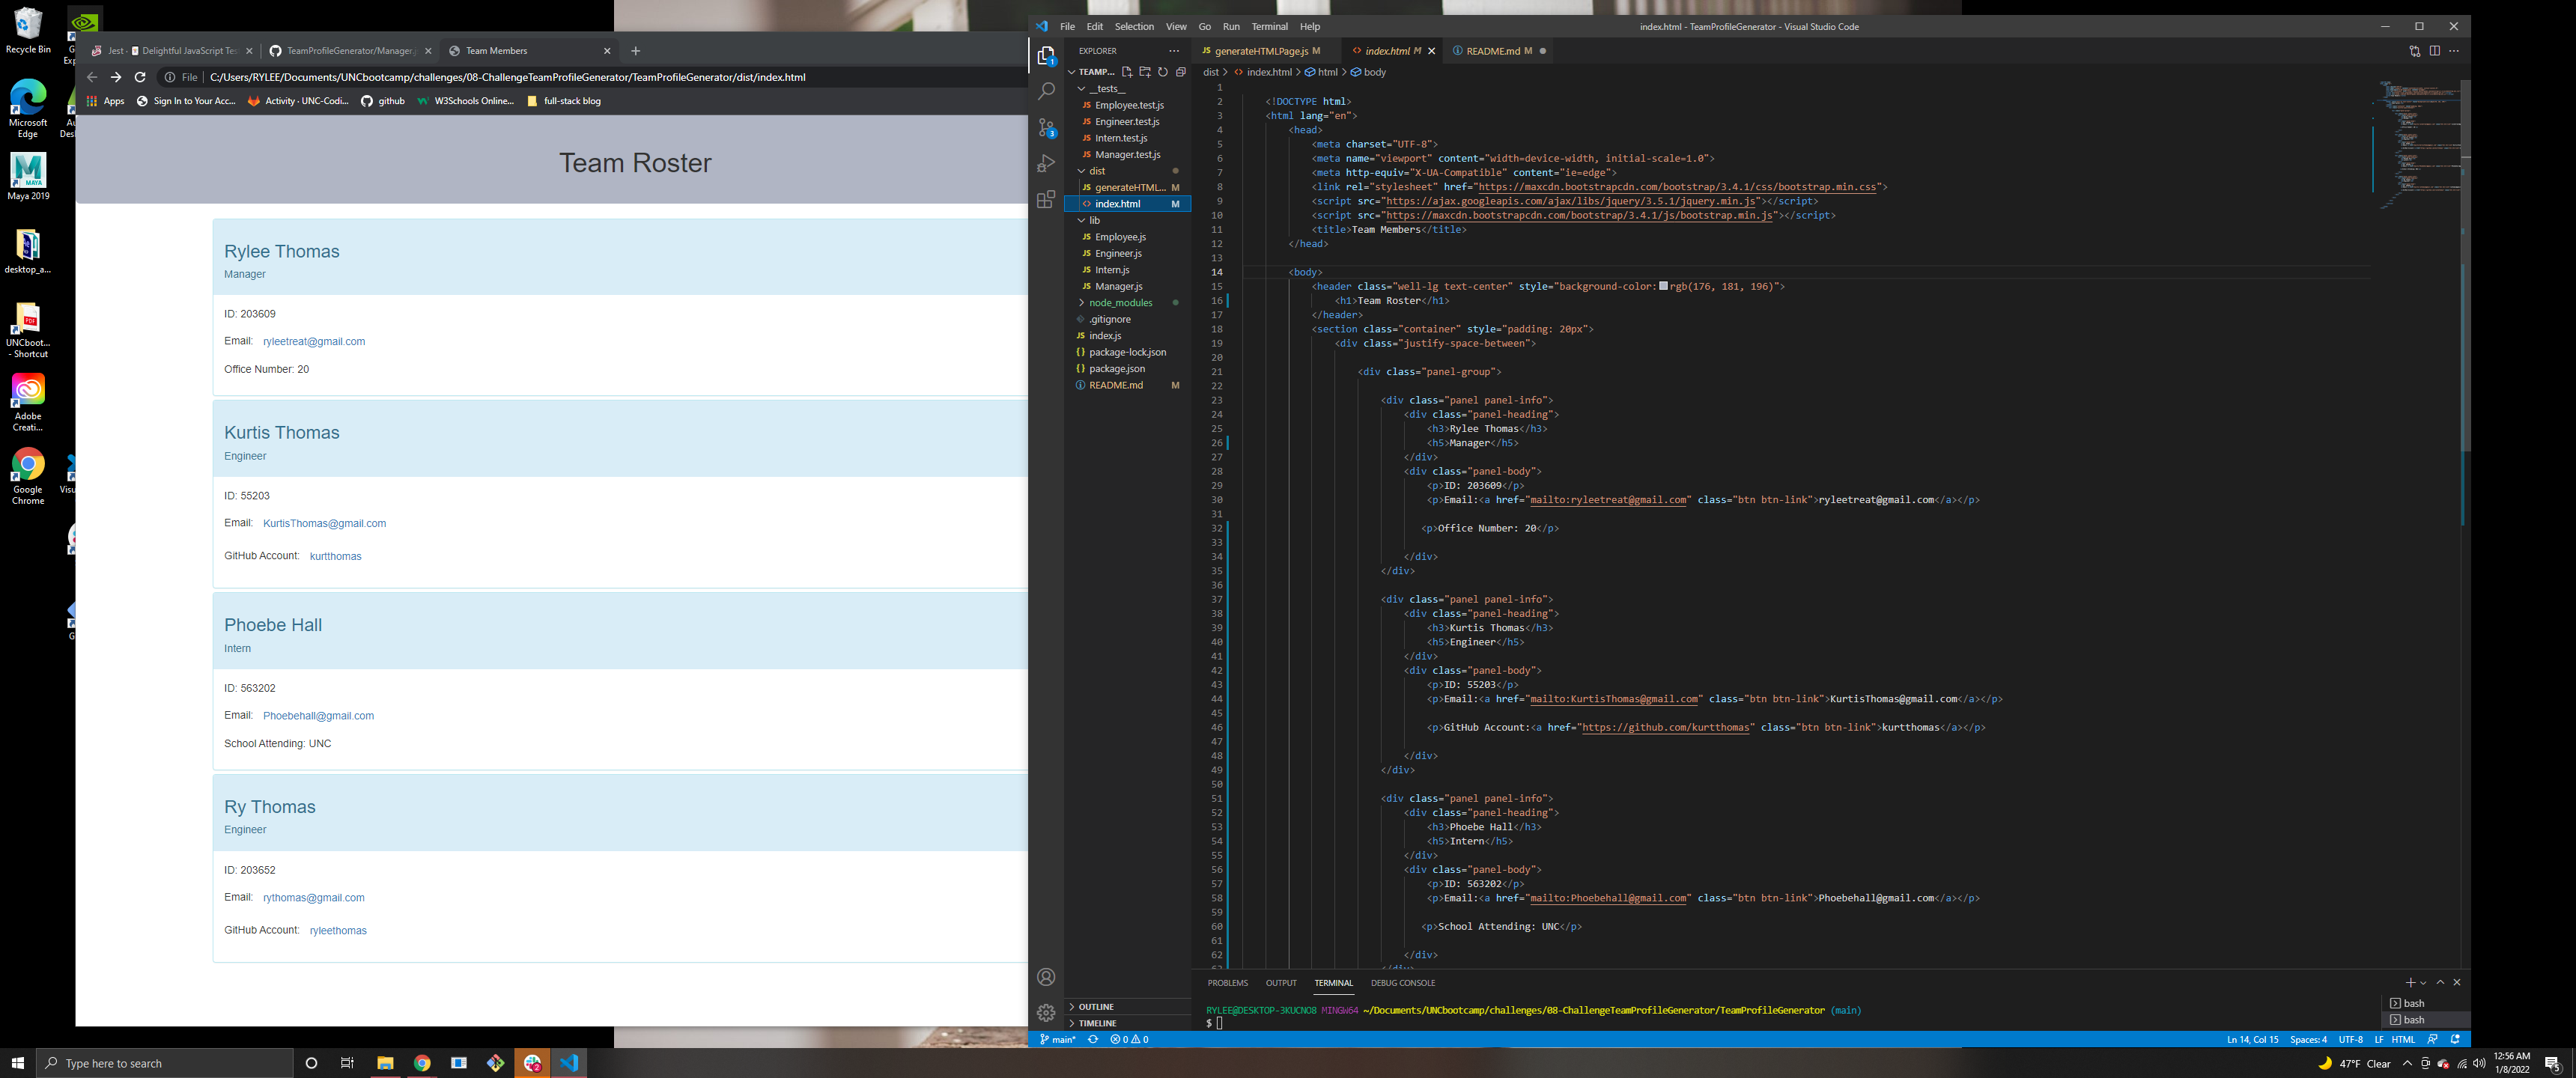 Recycle Bin
Microsoft
Edge
Maya 2019
desktop_a...
UNCboot...
- Shortcut
Adobe
Creati...
Google
Chrome
Jest · Delightful JavaScript Tes
TeamProfileGenerator/Manager.j
Team Members
File
C:/Users/RYLEE/Documents/UNCbootcamp/challenges/08-ChallengeTeamProfileGenerator/TeamProfileGenerator/dist/index.html
Apps Sign In to Your Acc... Activity · UNC-Codi... github W3Schools Online... full-stack blog
Team Roster
Rylee Thomas
Manager
ID: 203609
Email: ryleetreat@gmail.com
Office Number: 20
Kurtis Thomas
Engineer
ID: 55203
Email: KurtisThomas@gmail.com
GitHub Account: kurtthomas
Phoebe Hall
Intern
ID: 563202
Email: Phoebehall@gmail.com
School Attending: UNC
Ry Thomas
Engineer
ID: 203652
Email: rythomas@gmail.com
GitHub Account: ryleethomas
File Edit Selection View Go Run Terminal Help
index.html - TeamProfileGenerator - Visual Studio Code
EXPLORER
TEAMP...
__tests__
JS Employee.test.js
JS Engineer.test.js
JS Intern.test.js
JS Manager.test.js
dist
JS generateHTML... M
<> index.html M
lib
JS Employee.js
JS Engineer.js
JS Intern.js
JS Manager.js
node_modules
.gitignore
JS index.js
{} package-lock.json
{} package.json
README.md M
OUTLINE
TIMELINE
JS generateHTMLPage.js M
<> index.html M
README.md M
dist > <> index.html > html > body
1
2 <!DOCTYPE html>
3 <html lang="en">
4 <head>
5 <meta charset="UTF-8">
6 <meta name="viewport" content="width=device-width, initial-scale=1.0">
7 <meta http-equiv="X-UA-Compatible" content="ie=edge">
8 <link rel="stylesheet" href="https://maxcdn.bootstrapcdn.com/bootstrap/3.4.1/css/bootstrap.min.css">
9 <script src="https://ajax.googleapis.com/ajax/libs/jquery/3.5.1/jquery.min.js"></script>
10 <script src="https://maxcdn.bootstrapcdn.com/bootstrap/3.4.1/js/bootstrap.min.js"></script>
11 <title>Team Members</title>
12 </head>
13
14 <body>
15 <header class="well-lg text-center" style="background-color: rgb(176, 181, 196)">
16 <h1>Team Roster</h1>
17 </header>
18 <section class="container" style="padding: 20px">
19 <div class="justify-space-between">
20
21 <div class="panel-group">
22
23 <div class="panel panel-info">
24 <div class="panel-heading">
25 <h3>Rylee Thomas</h3>
26 <h5>Manager</h5>
27 </div>
28 <div class="panel-body">
29 <p>ID: 203609</p>
30 <p>Email:<a href="mailto:ryleetreat@gmail.com" class="btn btn-link">ryleetreat@gmail.com</a></p>
31
32 <p>Office Number: 20</p>
33
34 </div>
35 </div>
36
37 <div class="panel panel-info">
38 <div class="panel-heading">
39 <h3>Kurtis Thomas</h3>
40 <h5>Engineer</h5>
41 </div>
42 <div class="panel-body">
43 <p>ID: 55203</p>
44 <p>Email:<a href="mailto:KurtisThomas@gmail.com" class="btn btn-link">KurtisThomas@gmail.com</a></p>
45
46 <p>GitHub Account:<a href="https://github.com/kurtthomas" class="btn btn-link">kurtthomas</a></p>
47
48 </div>
49 </div>
50
51 <div class="panel panel-info">
52 <div class="panel-heading">
53 <h3>Phoebe Hall</h3>
54 <h5>Intern</h5>
55 </div>
56 <div class="panel-body">
57 <p>ID: 563202</p>
58 <p>Email:<a href="mailto:Phoebehall@gmail.com" class="btn btn-link">Phoebehall@gmail.com</a></p>
59
60 <p>School Attending: UNC</p>
61
62 </div>
PROBLEMS OUTPUT TERMINAL DEBUG CONSOLE
RYLEE@DESKTOP-3KUCNO8 MINGW64 ~/Documents/UNCbootcamp/challenges/08-ChallengeTeamProfileGenerator/TeamProfileGenerator (main)
$
bash
bash
main* 0 0
Ln 14, Col 15 Spaces: 4 UTF-8 LF HTML
Type here to search
47°F Clear
12:56 AM
1/8/2022